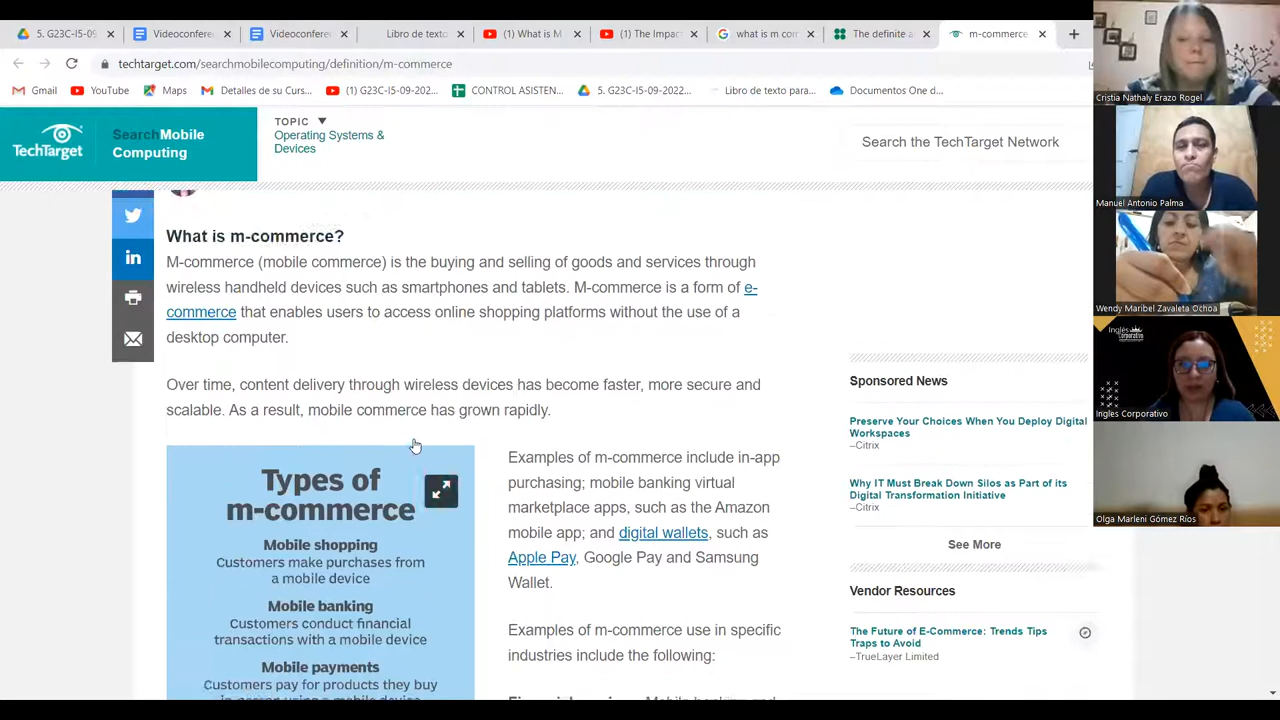 5. G23C-I5-09
Videoconferen
Videoconferen
Libro de texto
(1) What is M
(1) The Impac
what is m com
The definite a
m-commerce
techtarget.com/searchmobilecomputing/definition/m-commerce
Gmail
YouTube
Maps
Detalles de su Curs...
(1) G23C-I5-09-202...
CONTROL ASISTEN...
5. G23C-I5-09-2022...
Libro de texto para...
Documentos One d...
TechTarget
SearchMobile
Computing
TOPIC
Operating Systems &
Devices
Search the TechTarget Network
What is m-commerce?
M-commerce (mobile commerce) is the buying and selling of goods and services through
wireless handheld devices such as smartphones and tablets. M-commerce is a form of e-
commerce that enables users to access online shopping platforms without the use of a
desktop computer.
Over time, content delivery through wireless devices has become faster, more secure and
scalable. As a result, mobile commerce has grown rapidly.
Types of
m-commerce
Mobile shopping
Customers make purchases from
a mobile device
Mobile banking
Customers conduct financial
transactions with a mobile device
Mobile payments
Customers pay for products they buy
in-person using a mobile device
Examples of m-commerce include in-app
purchasing; mobile banking virtual
marketplace apps, such as the Amazon
mobile app; and digital wallets, such as
Apple Pay, Google Pay and Samsung
Wallet.
Examples of m-commerce use in specific
industries include the following:
Sponsored News
Preserve Your Choices When You Deploy Digital
Workspaces
–Citrix
Why IT Must Break Down Silos as Part of its
Digital Transformation Initiative
–Citrix
See More
Vendor Resources
The Future of E-Commerce: Trends Tips
Traps to Avoid
–TrueLayer Limited
Cristia Nathaly Erazo Rogel
Manuel Antonio Palma
Wendy Maribel Zavaleta Ochoa
Inglés
Corporativo
Ingles Corporativo
Olga Marleni Gómez Ríos